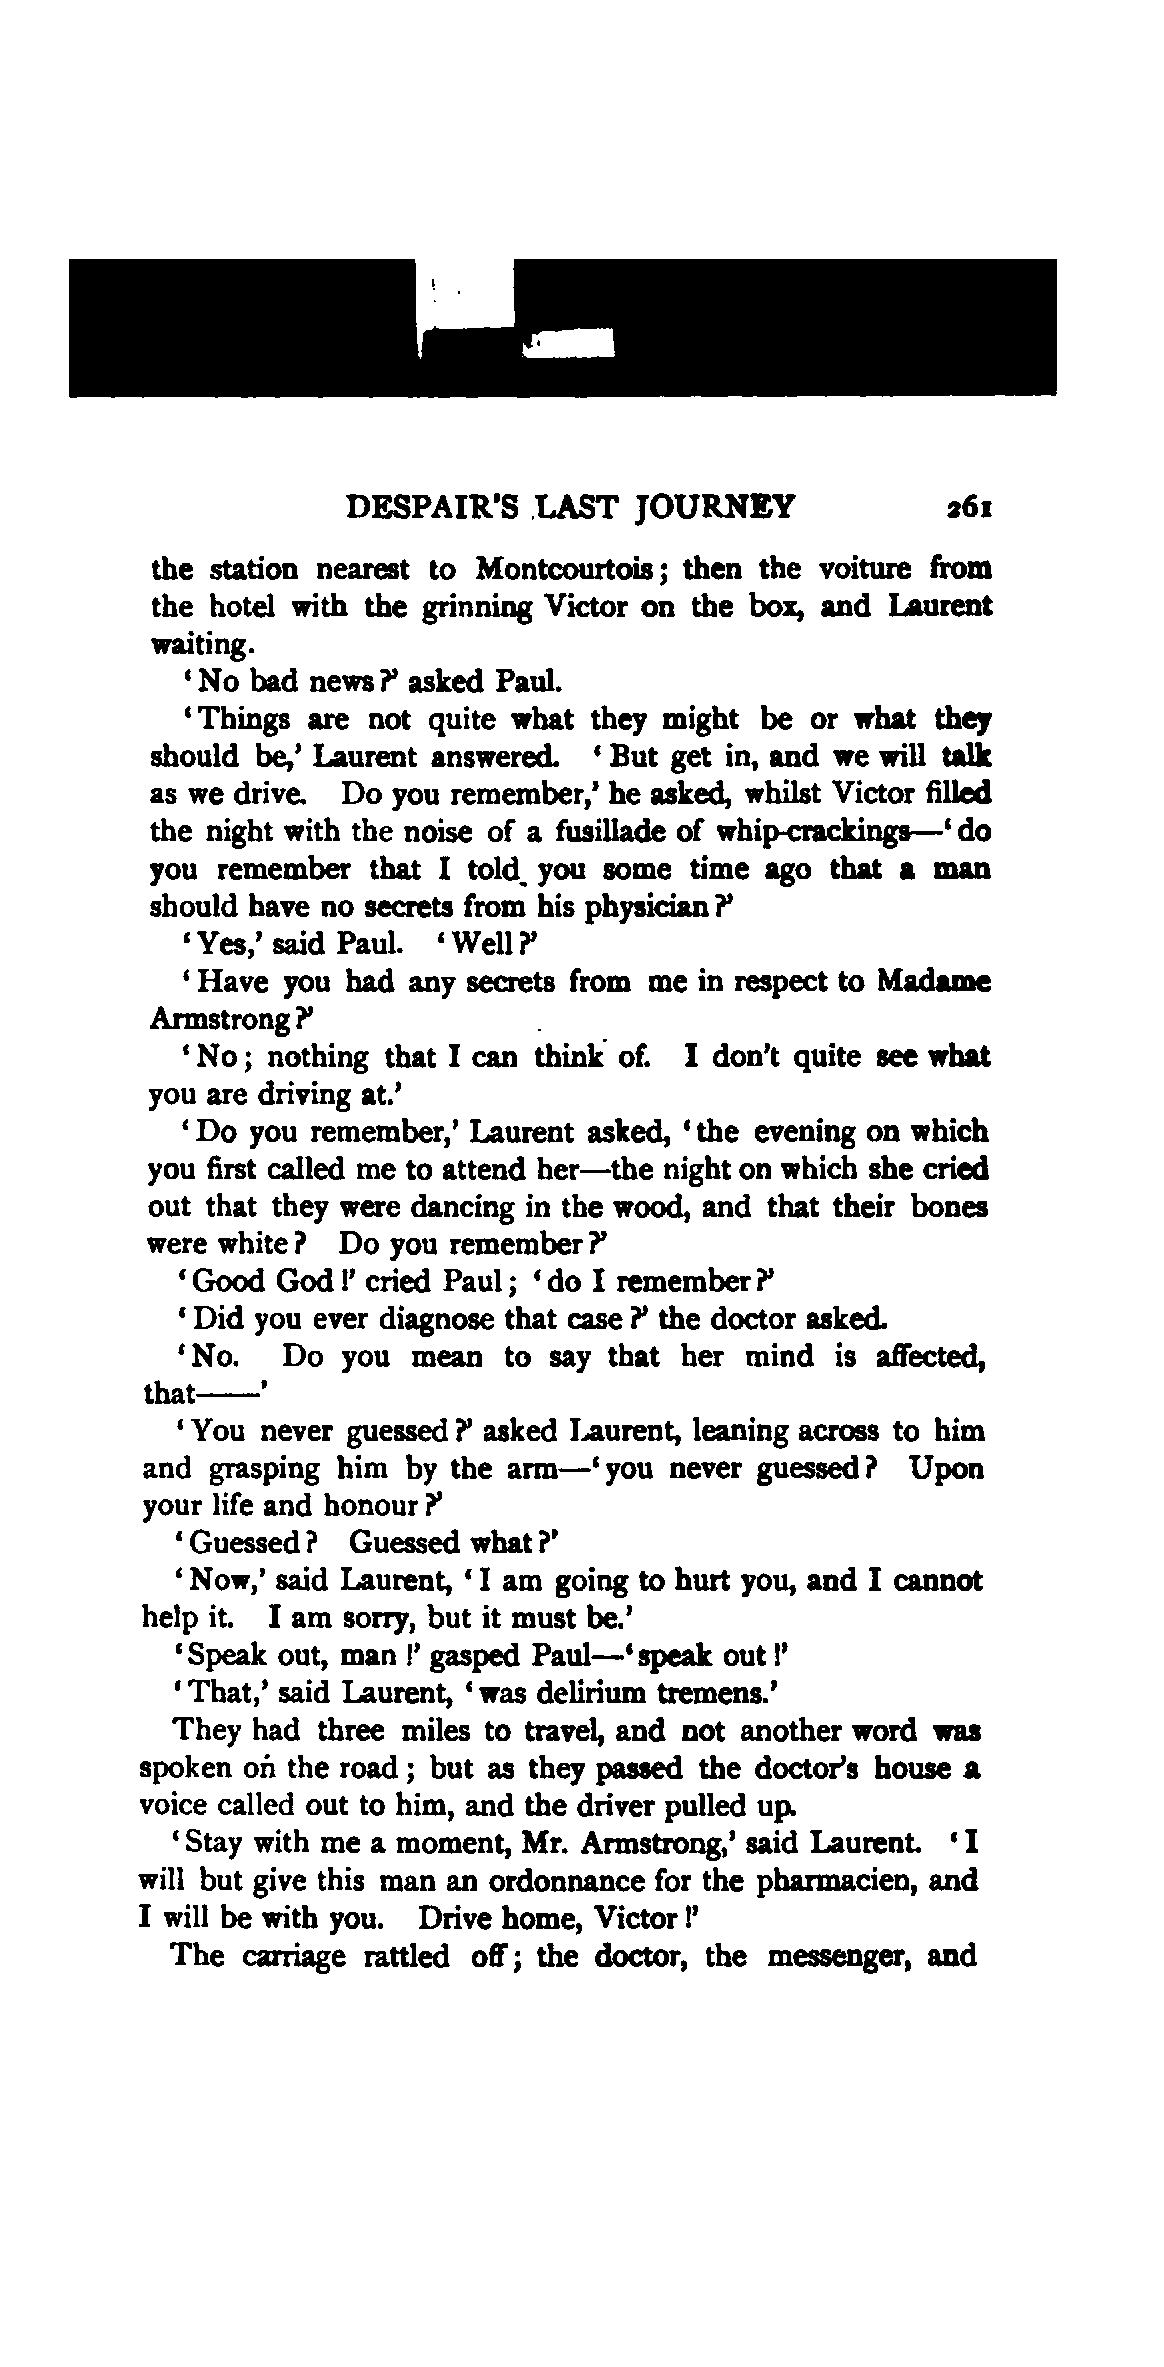 DESPAIR'S LAST JOURNEY 261
the station nearest to Montcourtois; then the voiture from
the hotel with the grinning Victor on the box, and Laurent
waiting.
'No bad news?' asked Paul.
'Things are not quite what they might be or what they
should be,' Laurent answered. 'But get in, and we will talk
as we drive. Do you remember,' he asked, whilst Victor filled
the night with the noise of a fusillade of whip-crackings—'do
you remember that I told you some time ago that a man
should have no secrets from his physician?'
'Yes,' said Paul. 'Well?'
'Have you had any secrets from me in respect to Madame
Armstrong?'
'No; nothing that I can think of. I don't quite see what
you are driving at.'
'Do you remember,' Laurent asked, 'the evening on which
you first called me to attend her—the night on which she cried
out that they were dancing in the wood, and that their bones
were white? Do you remember?'
'Good God!' cried Paul; 'do I remember?'
'Did you ever diagnose that case?' the doctor asked.
'No. Do you mean to say that her mind is affected,
that——'
'You never guessed?' asked Laurent, leaning across to him
and grasping him by the arm—'you never guessed? Upon
your life and honour?'
'Guessed? Guessed what?'
'Now,' said Laurent, 'I am going to hurt you, and I cannot
help it. I am sorry, but it must be.'
'Speak out, man!' gasped Paul—'speak out!'
'That,' said Laurent, 'was delirium tremens.'
They had three miles to travel, and not another word was
spoken on the road; but as they passed the doctor's house a
voice called out to him, and the driver pulled up.
'Stay with me a moment, Mr. Armstrong,' said Laurent. 'I
will but give this man an ordonnance for the pharmacien, and
I will be with you. Drive home, Victor!'
The carriage rattled off; the doctor, the messenger, and